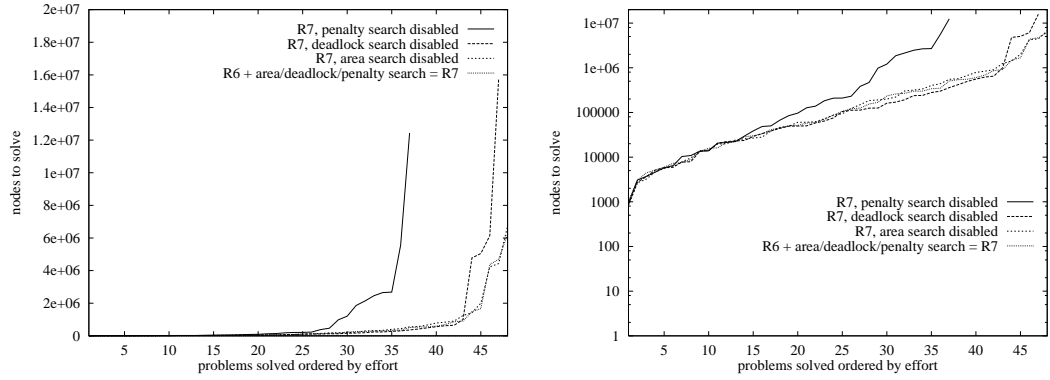 2e+07
1.8e+07
1.6e+07
1.4e+07
1.2e+07
1e+07
8e+06
6e+06
4e+06
2e+06
0
nodes to solve
R7, penalty search disabled
R7, deadlock search disabled
R7, area search disabled
R6 + area/deadlock/penalty search = R7
5 10 15 20 25 30 35 40 45
problems solved ordered by effort
1e+07
1e+06
100000
10000
1000
100
10
1
nodes to solve
R7, penalty search disabled
R7, deadlock search disabled
R7, area search disabled
R6 + area/deadlock/penalty search = R7
5 10 15 20 25 30 35 40 45
problems solved ordered by effort